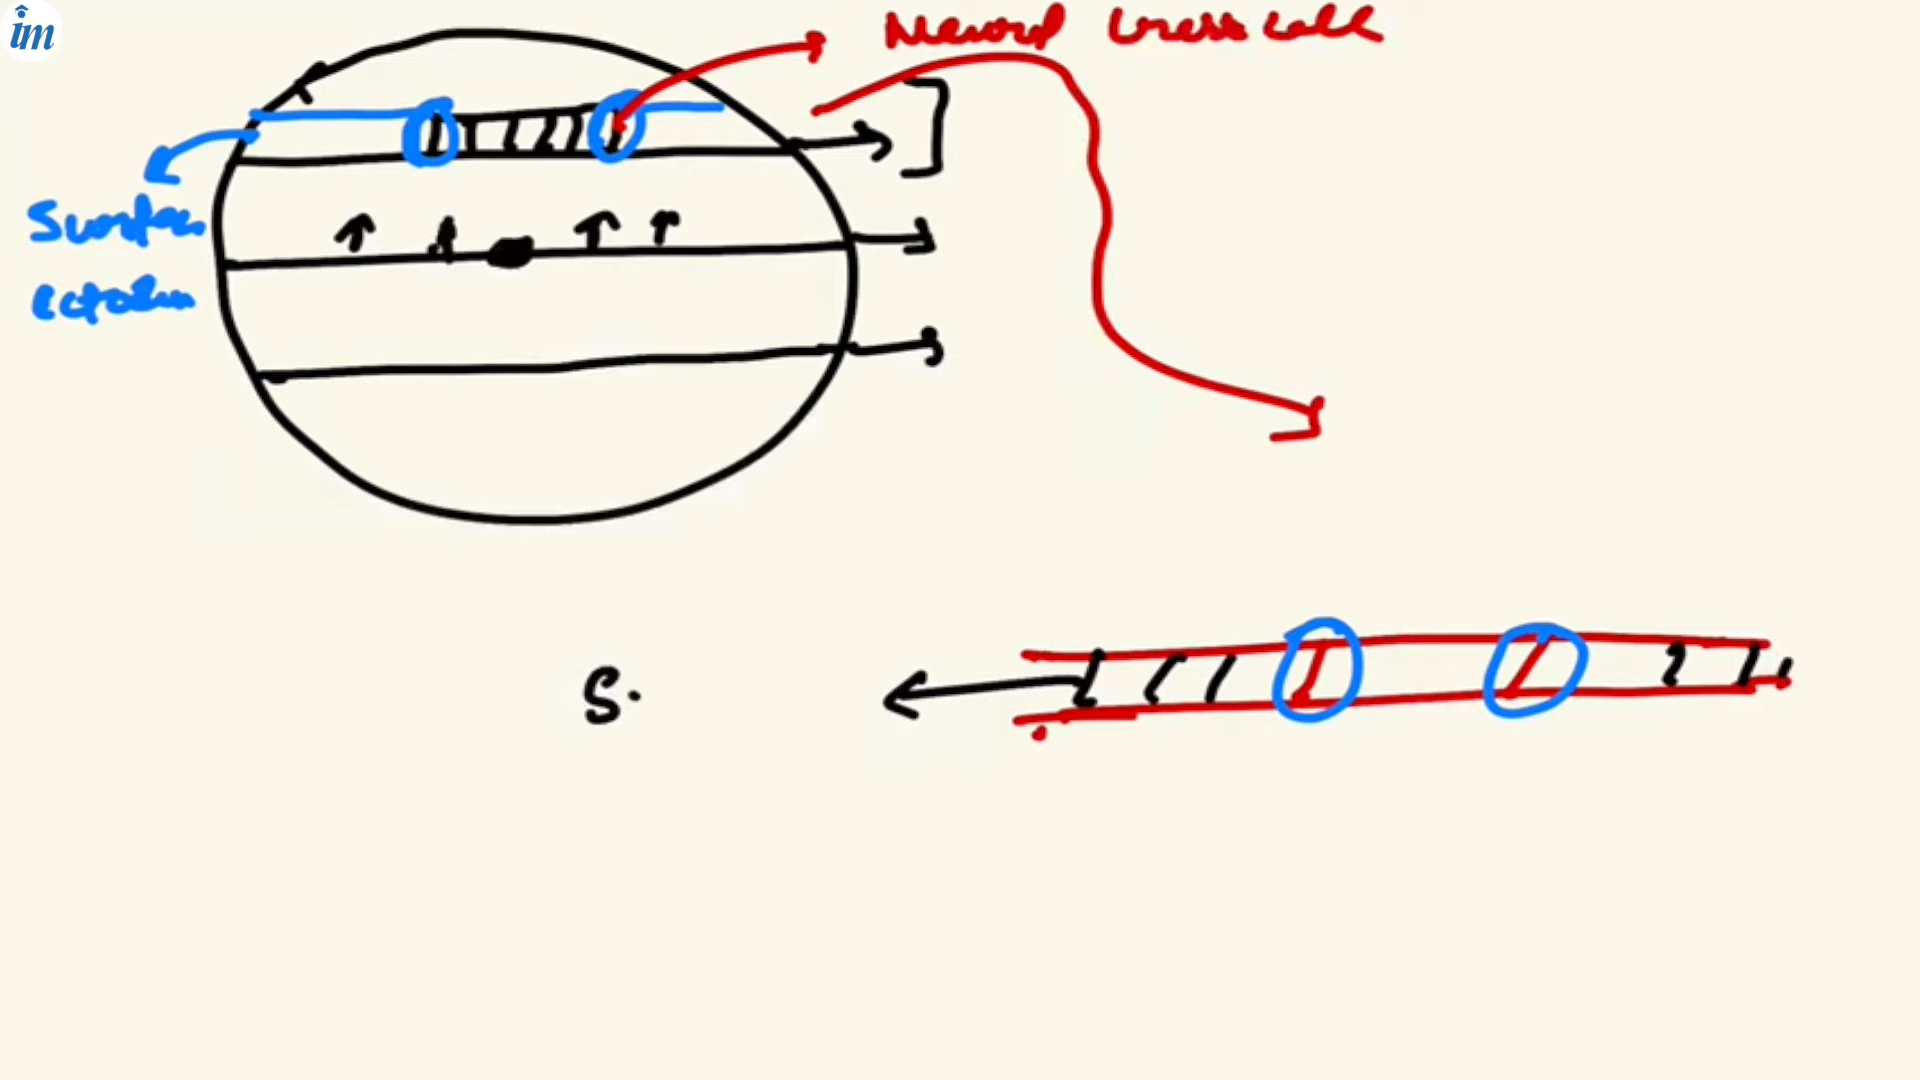 im
Neural Crest cell
Surface
ectoderm
S.